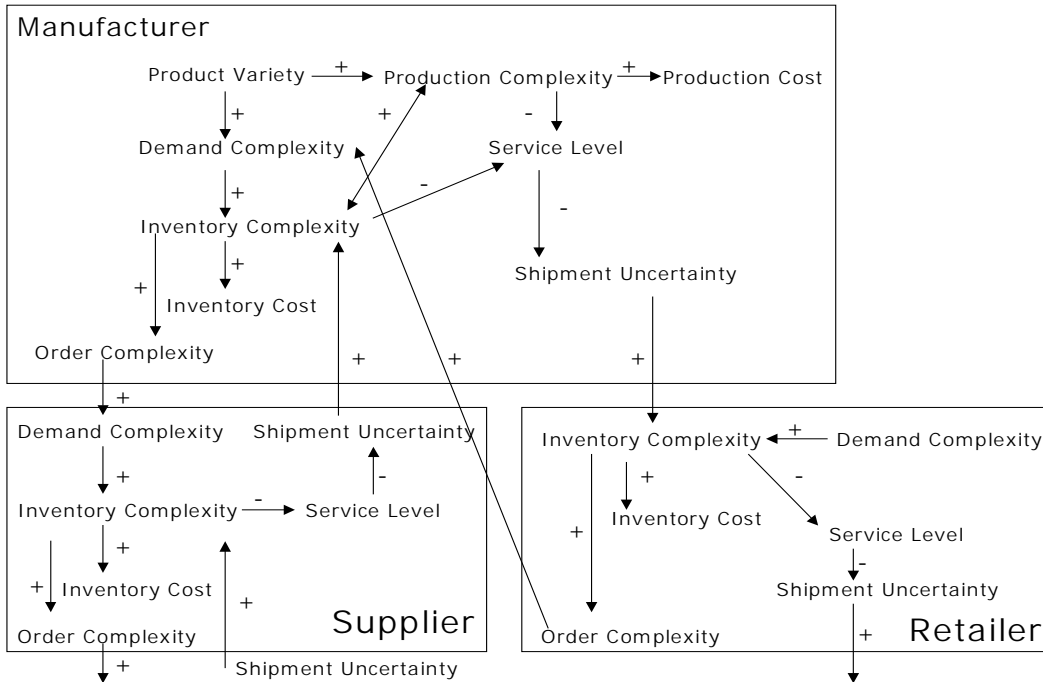 Manufacturer
Product Variety + Production Complexity + Production Cost
+ + -
Demand Complexity Service Level
+ - -
Inventory Complexity
+ + Shipment Uncertainty
Inventory Cost
Order Complexity + + +
+
Demand Complexity Shipment Uncertainty
+ -
Inventory Complexity - Service Level
+ +
Inventory Cost +
Order Complexity Supplier
+ Shipment Uncertainty
Inventory Complexity + Demand Complexity
+ -
Inventory Cost
+ Service Level
-
Shipment Uncertainty
Order Complexity + Retailer